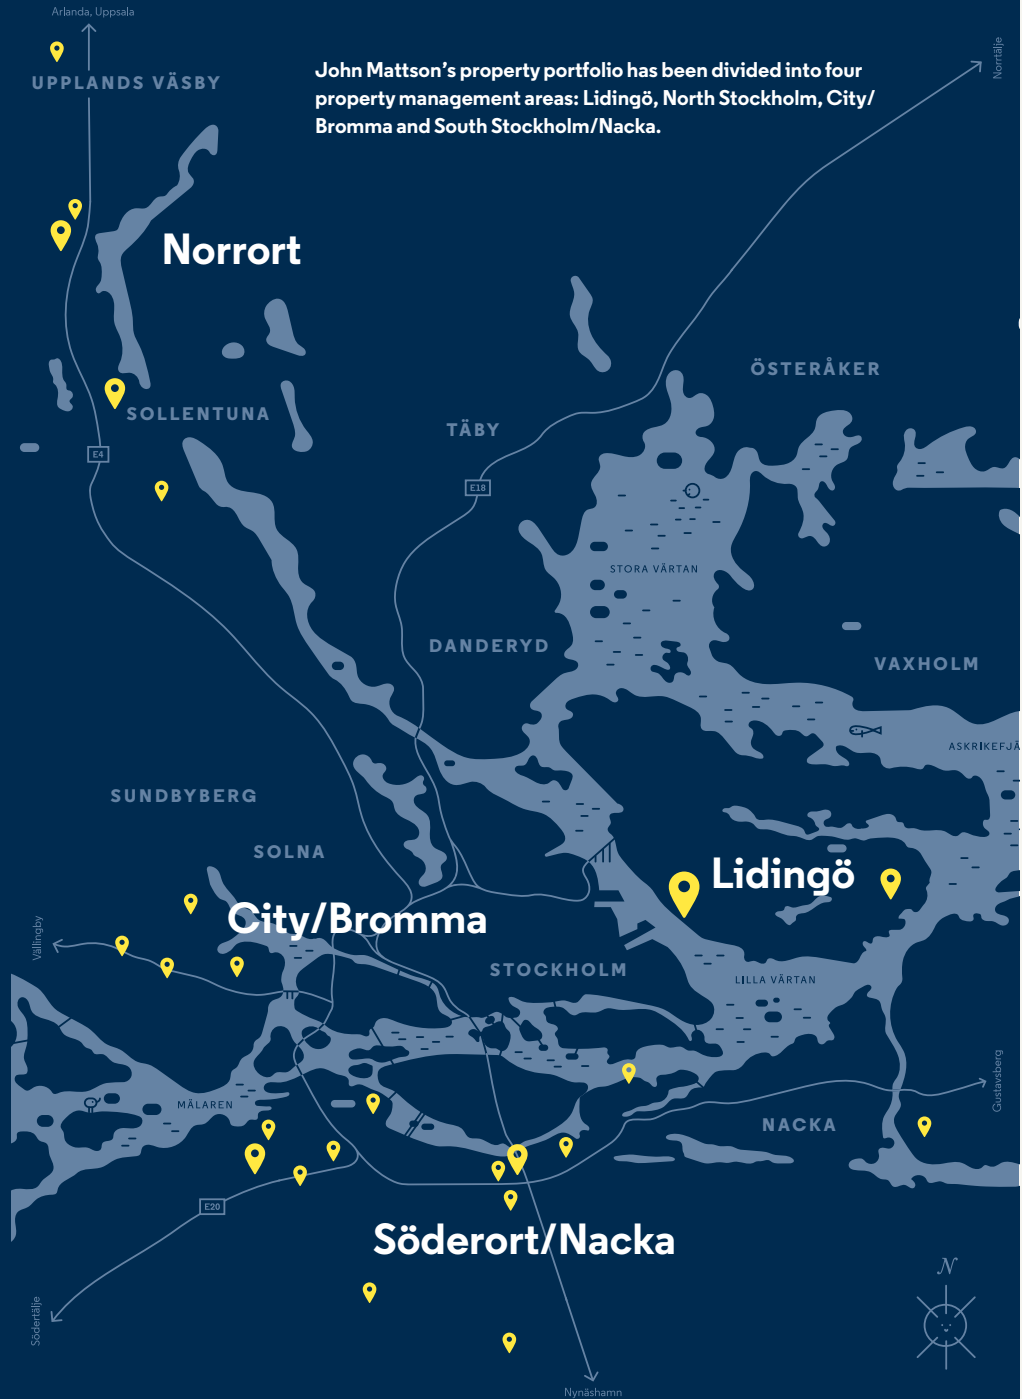 Arlanda, Uppsala
Norrtälje
UPPLANDS VÄSBY
John Mattson's property portfolio has been divided into four
property management areas: Lidingö, North Stockholm, City/
Bromma and South Stockholm/Nacka.
Norrort
ÖSTERÅKER
SOLLENTUNA
TÄBY
E4
E18
STORA VÄRTAN
DANDERYD
VAXHOLM
ASKRIKEFJÄ
SUNDBYBERG
SOLNA
Lidingö
City/Bromma
Vällingby
STOCKHOLM
LILLA VÄRTAN
Gustavsberg
MÄLAREN
NACKA
E20
Söderort/Nacka
N
Södertälje
Nynäshamn